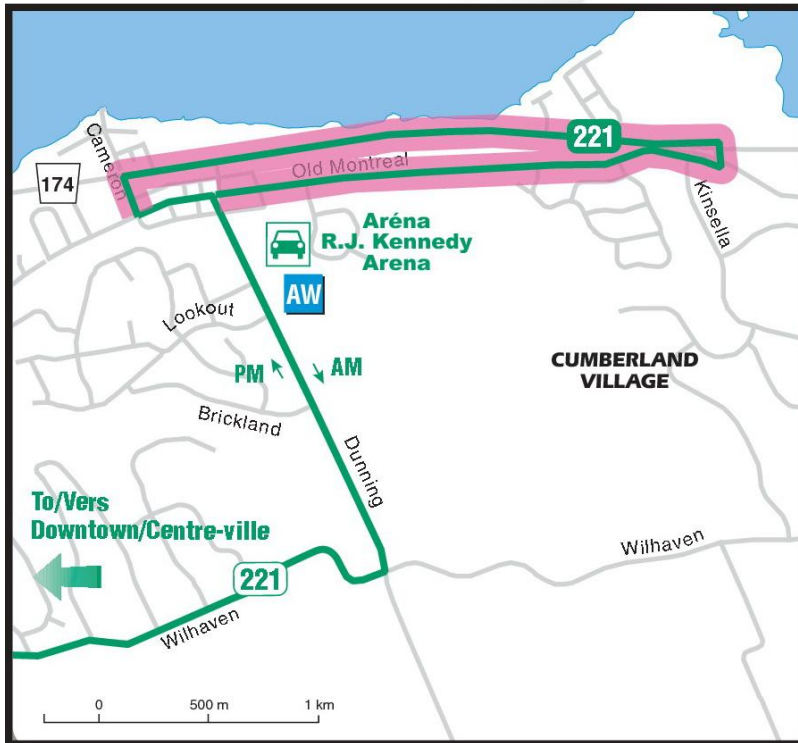 Cameron
174
Old Montreal
221
Kinsella
Aréna
R.J. Kennedy
Arena
AW
Lookout
PM
AM
CUMBERLAND
VILLAGE
Brickland
Dunning
To/Vers
Downtown/Centre-ville
221
Wilhaven
Wilhaven
0 500 m 1 km